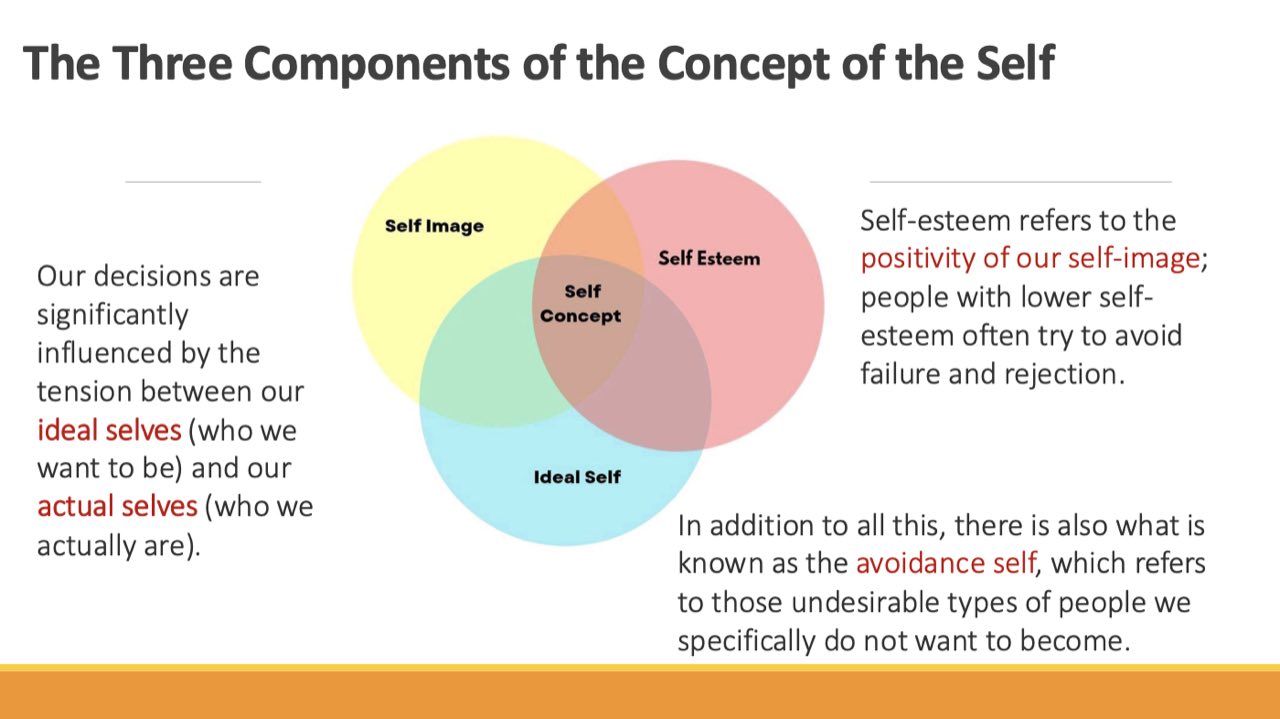 The Three Components of the Concept of the Self
Our decisions are
significantly
influenced by the
tension between our
ideal selves (who we
want to be) and our
actual selves (who we
actually are).
Self Image
Self Esteem
Self
Concept
Ideal Self
Self-esteem refers to the
positivity of our self-image;
people with lower self-
esteem often try to avoid
failure and rejection.
In addition to all this, there is also what is
known as the avoidance self, which refers
to those undesirable types of people we
specifically do not want to become.